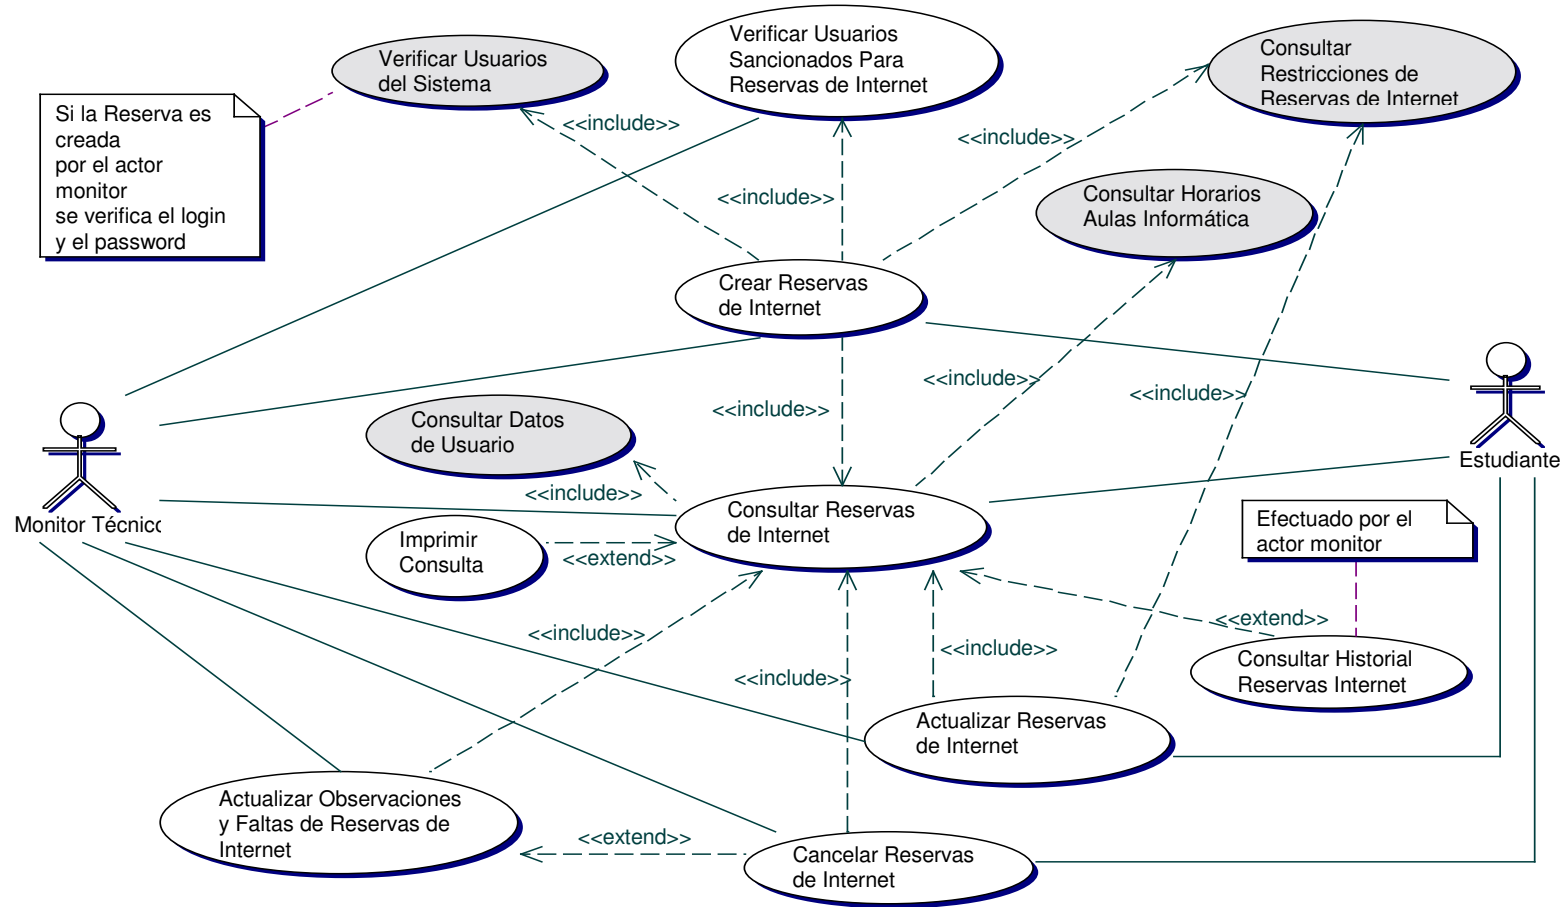 Verificar Usuarios
del Sistema
Verificar Usuarios
Sancionados Para
Reservas de Internet
Consultar
Restricciones de
Reservas de Internet
Si la Reserva es
creada
por el actor
monitor
se verifica el login
y el password
<<include>>
<<include>>
<<include>>
Consultar Horarios
Aulas Informática
Crear Reservas
de Internet
<<include>>
<<include>>
<<include>>
Consultar Datos
de Usuario
Estudiante
<<include>>
Monitor Técnico
Consultar Reservas
de Internet
Imprimir
Consulta
<<extend>>
Efectuado por el
actor monitor
<<include>>
<<include>>
<<include>>
<<extend>>
Consultar Historial
Reservas Internet
Actualizar Reservas
de Internet
Actualizar Observaciones
y Faltas de Reservas de
Internet
<<extend>>
Cancelar Reservas
de Internet